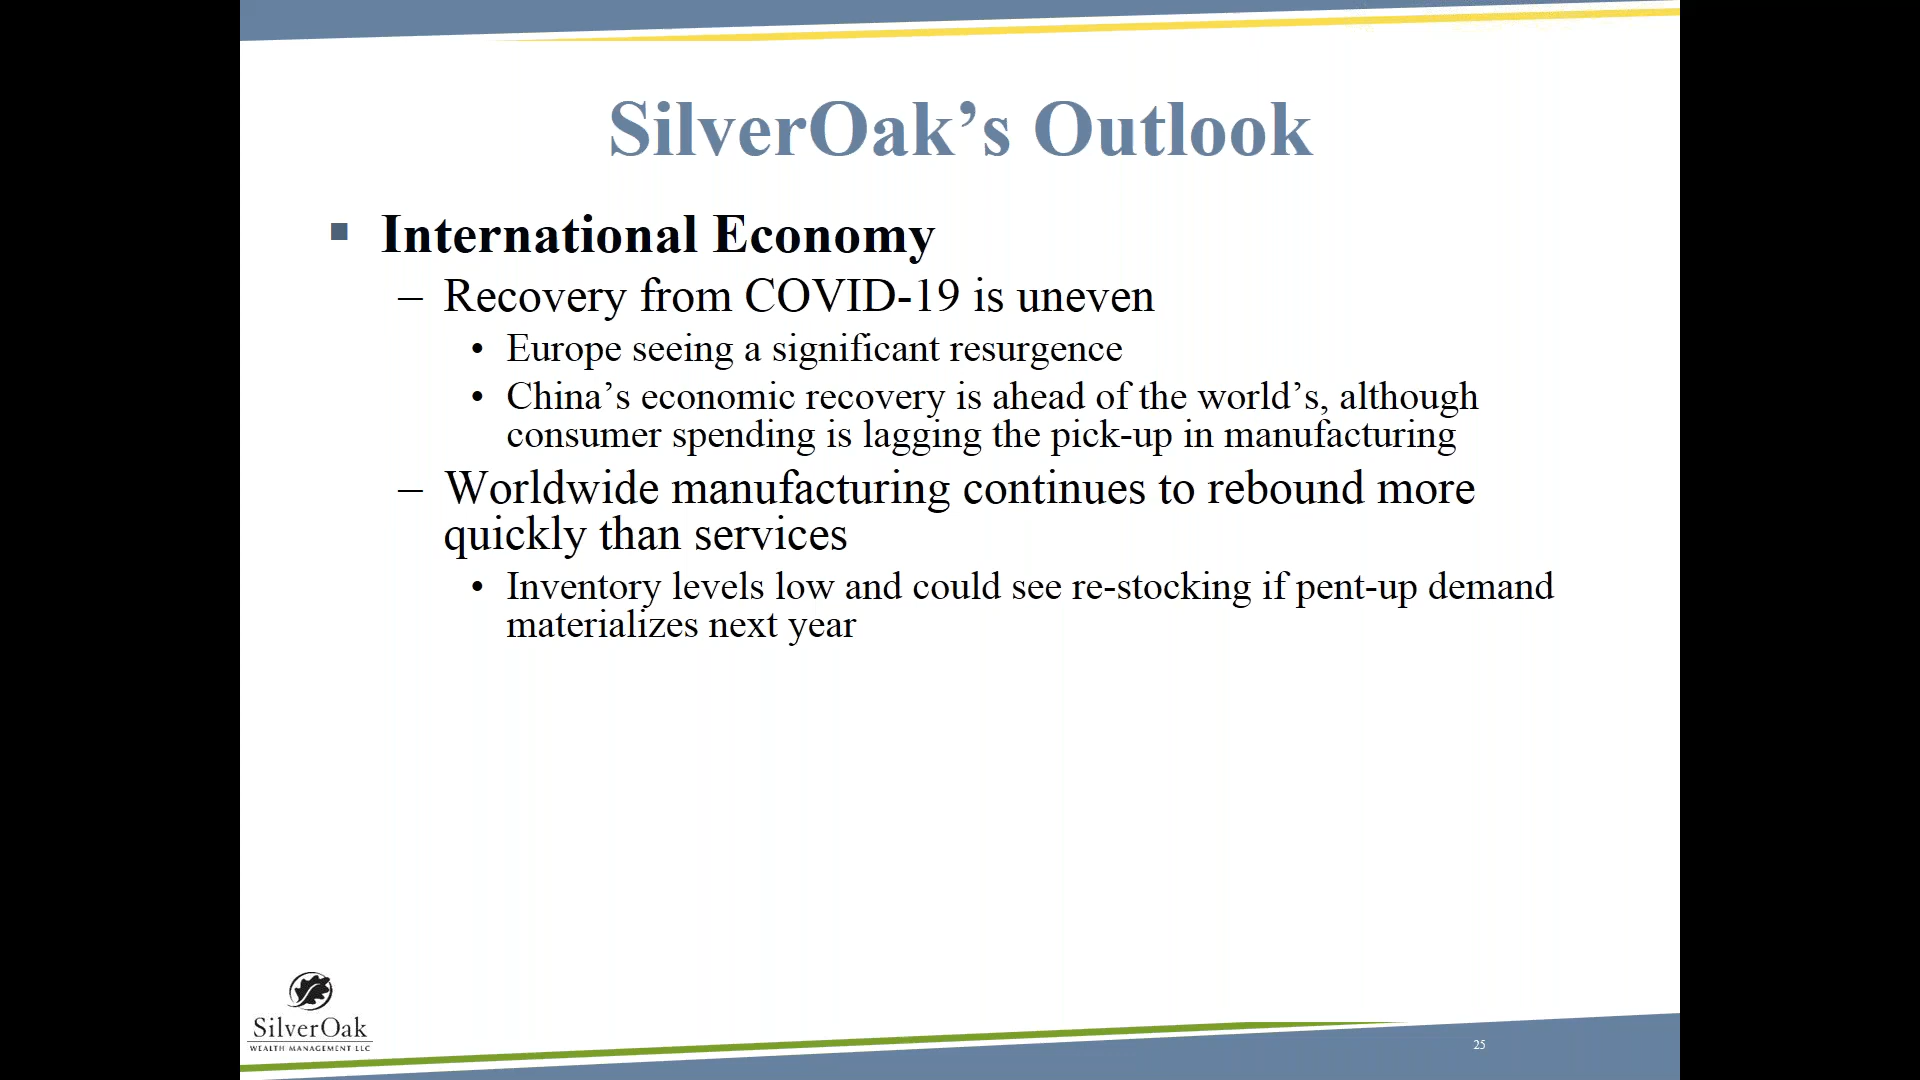 SilverOak’s Outlook
▪ International Economy
– Recovery from COVID-19 is uneven
• Europe seeing a significant resurgence
• China’s economic recovery is ahead of the world’s, although
consumer spending is lagging the pick-up in manufacturing
– Worldwide manufacturing continues to rebound more
quickly than services
• Inventory levels low and could see re-stocking if pent-up demand
materializes next year
SilverOak
WEALTH MANAGEMENT LLC
25